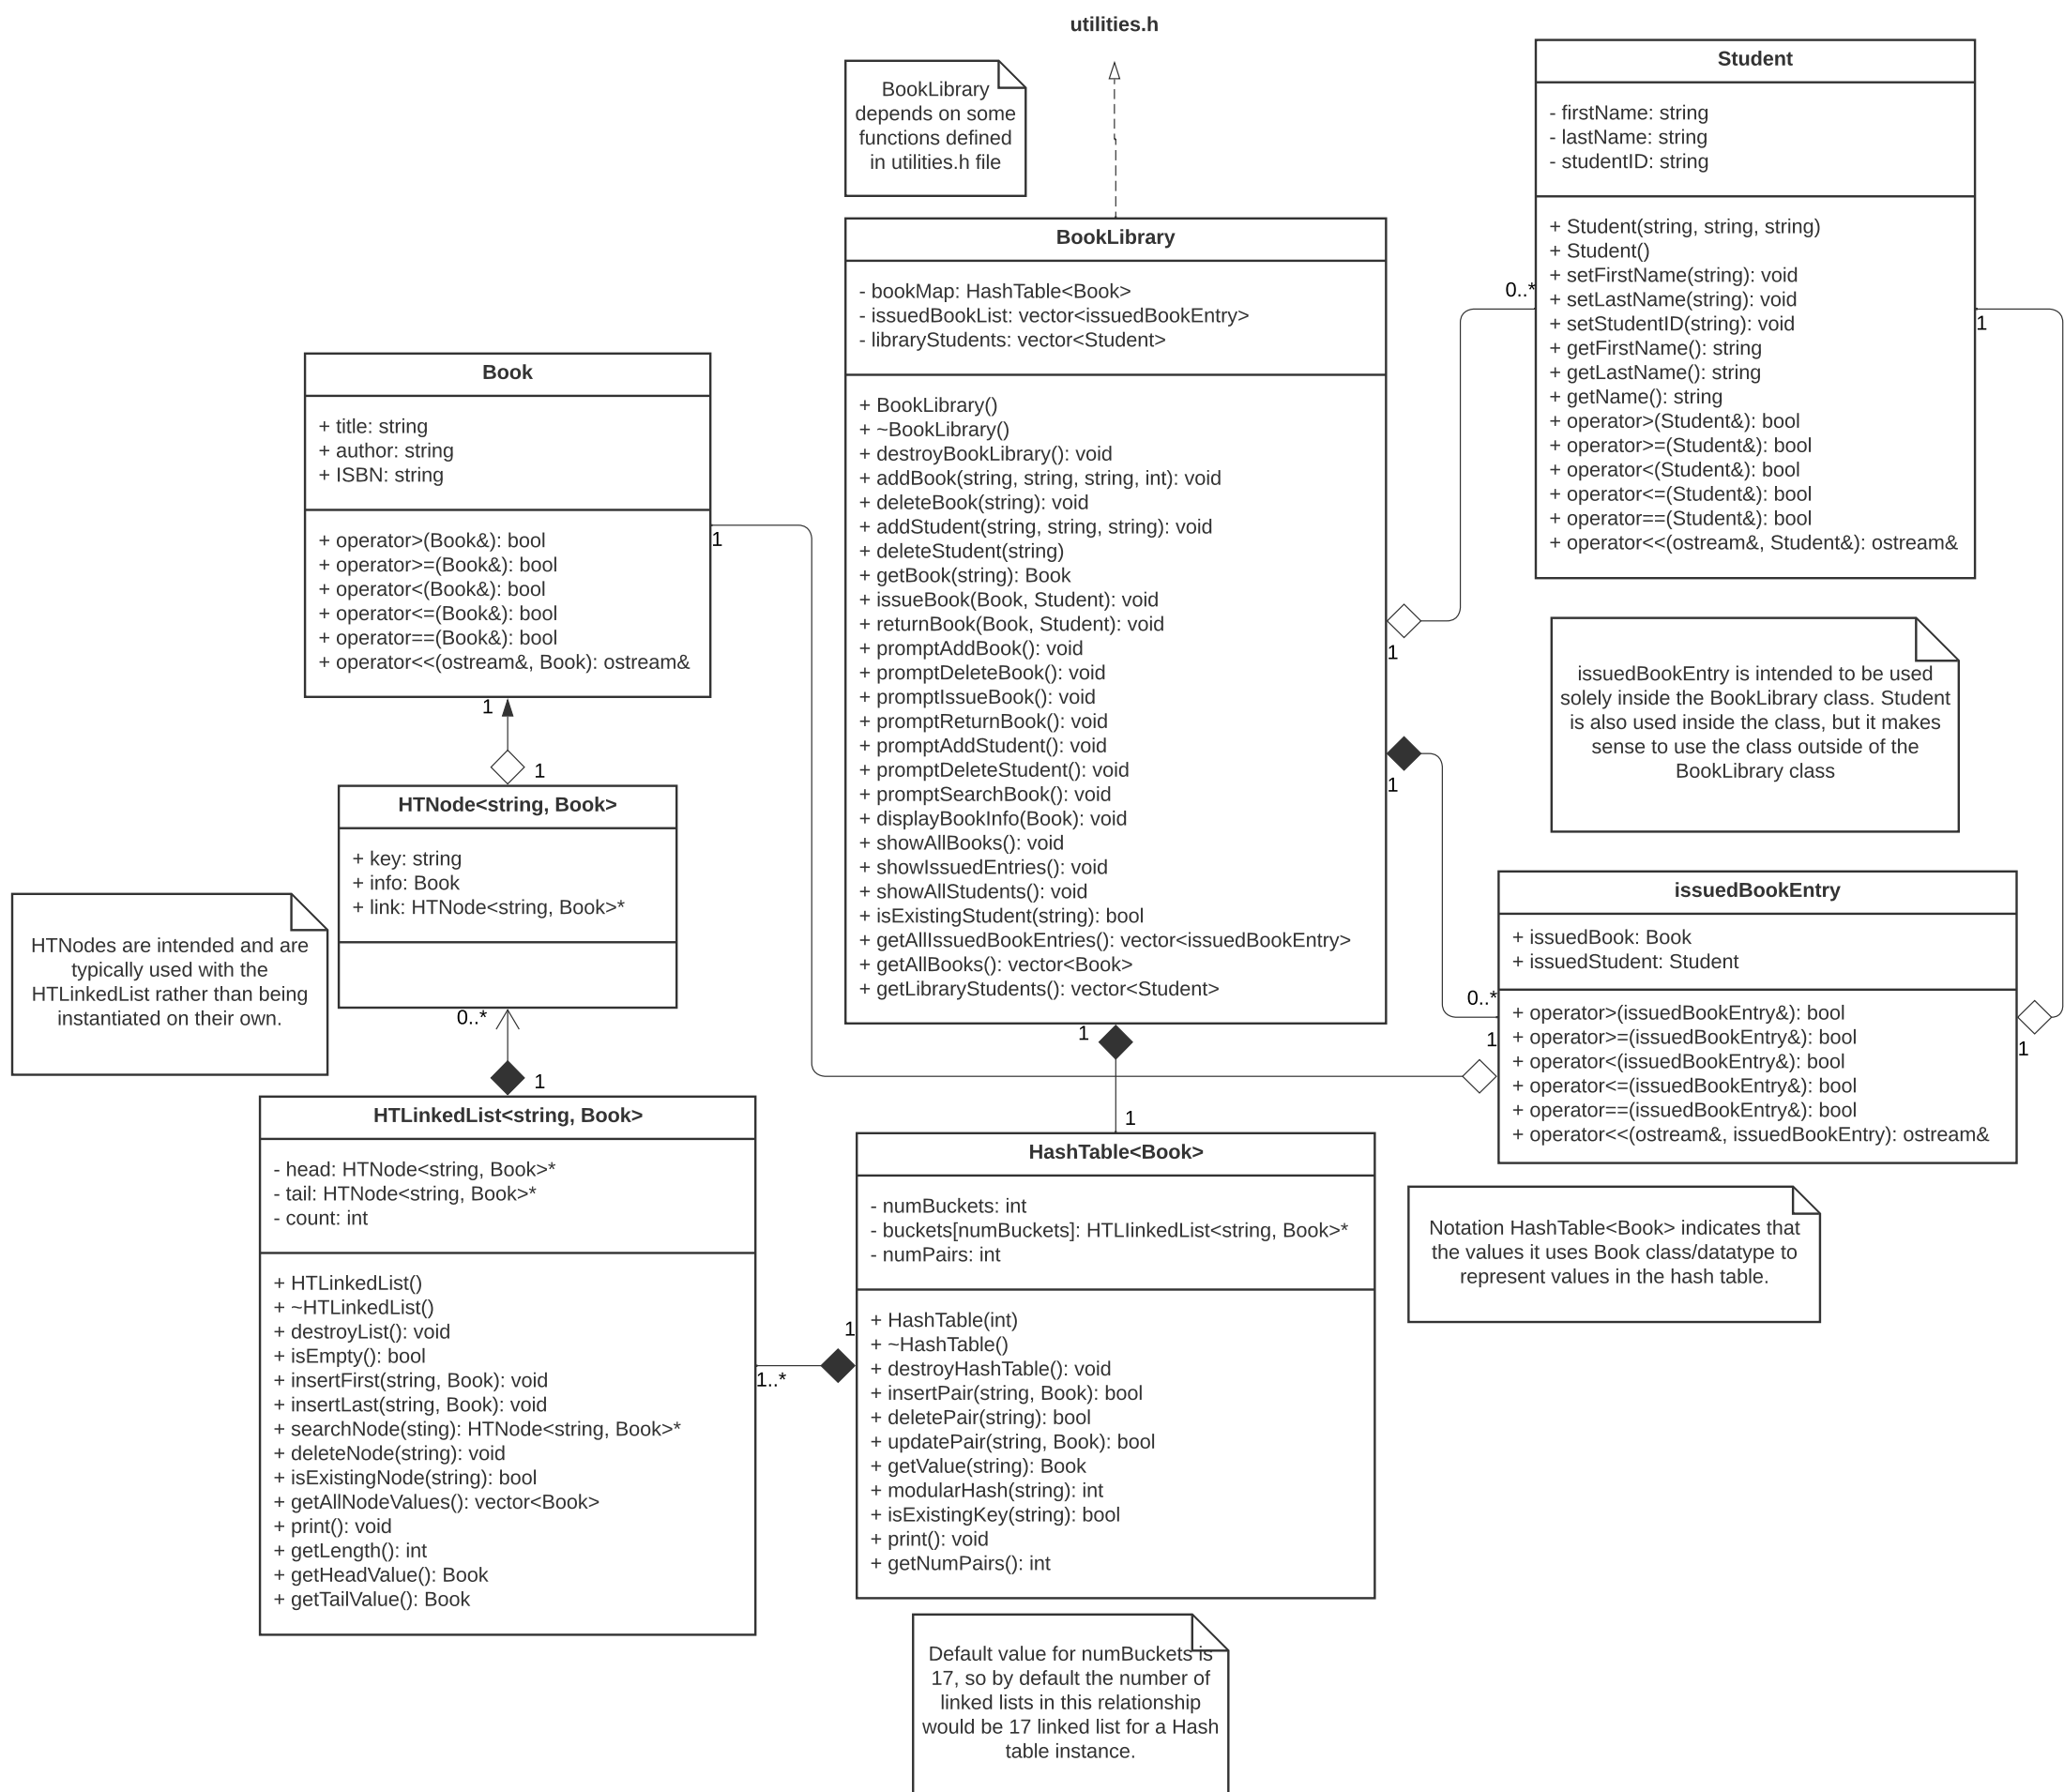 utilities.h
BookLibrary
depends on some
functions defined
in utilities.h file
Student
- firstName: string
- lastName: string
- studentID: string
+ Student(string, string, string)
+ Student()
+ setFirstName(string): void
+ setLastName(string): void
+ setStudentID(string): void
+ getFirstName(): string
+ getLastName(): string
+ getName(): string
+ operator>(Student&): bool
+ operator>=(Student&): bool
+ operator<(Student&): bool
+ operator<=(Student&): bool
+ operator==(Student&): bool
+ operator<<(ostream&, Student&): ostream&
0..*
1
BookLibrary
- bookMap: HashTable<Book>
- issuedBookList: vector<issuedBookEntry>
- libraryStudents: vector<Student>
+ BookLibrary()
+ ~BookLibrary()
+ destroyBookLibrary(): void
+ addBook(string, string, string, int): void
+ deleteBook(string): void
+ addStudent(string, string, string): void
+ deleteStudent(string)
+ getBook(string): Book
+ issueBook(Book, Student): void
+ returnBook(Book, Student): void
+ promptAddBook(): void
+ promptDeleteBook(): void
+ promptIssueBook(): void
+ promptReturnBook(): void
+ promptAddStudent(): void
+ promptDeleteStudent(): void
+ promptSearchBook(): void
+ displayBookInfo(Book): void
+ showAllBooks(): void
+ showIssuedEntries(): void
+ showAllStudents(): void
+ isExistingStudent(string): bool
+ getAllIssuedBookEntries(): vector<issuedBookEntry>
+ getAllBooks(): vector<Book>
+ getLibraryStudents(): vector<Student>
1
1
1
Book
+ title: string
+ author: string
+ ISBN: string
+ operator>(Book&): bool
+ operator>=(Book&): bool
+ operator<(Book&): bool
+ operator<=(Book&): bool
+ operator==(Book&): bool
+ operator<<(ostream&, Book): ostream&
1
1
1
HTNode<string, Book>
+ key: string
+ info: Book
+ link: HTNode<string, Book>*
HTNodes are intended and are
typically used with the
HTLinkedList rather than being
instantiated on their own.
0..*
1
issuedBookEntry is intended to be used
solely inside the BookLibrary class. Student
is also used inside the class, but it makes
sense to use the class outside of the
BookLibrary class
issuedBookEntry
+ issuedBook: Book
+ issuedStudent: Student
+ operator>(issuedBookEntry&): bool
+ operator>=(issuedBookEntry&): bool
+ operator<(issuedBookEntry&): bool
+ operator<=(issuedBookEntry&): bool
+ operator==(issuedBookEntry&): bool
+ operator<<(ostream&, issuedBookEntry): ostream&
0..*
1
1
HTLinkedList<string, Book>
- head: HTNode<string, Book>*
- tail: HTNode<string, Book>*
- count: int
+ HTLinkedList()
+ ~HTLinkedList()
+ destroyList(): void
+ isEmpty(): bool
+ insertFirst(string, Book): void
+ insertLast(string, Book): void
+ searchNode(sting): HTNode<string, Book>*
+ deleteNode(string): void
+ isExistingNode(string): bool
+ getAllNodeValues(): vector<Book>
+ print(): void
+ getLength(): int
+ getHeadValue(): Book
+ getTailValue(): Book
1..*
1
1
HashTable<Book>
- numBuckets: int
- buckets[numBuckets]: HTLIinkedList<string, Book>*
- numPairs: int
+ HashTable(int)
+ ~HashTable()
+ destroyHashTable(): void
+ insertPair(string, Book): bool
+ deletePair(string): bool
+ updatePair(string, Book): bool
+ getValue(string): Book
+ modularHash(string): int
+ isExistingKey(string): bool
+ print(): void
+ getNumPairs(): int
Notation HashTable<Book> indicates that
the values it uses Book class/datatype to
represent values in the hash table.
Default value for numBuckets is
17, so by default the number of
linked lists in this relationship
would be 17 linked list for a Hash
table instance.